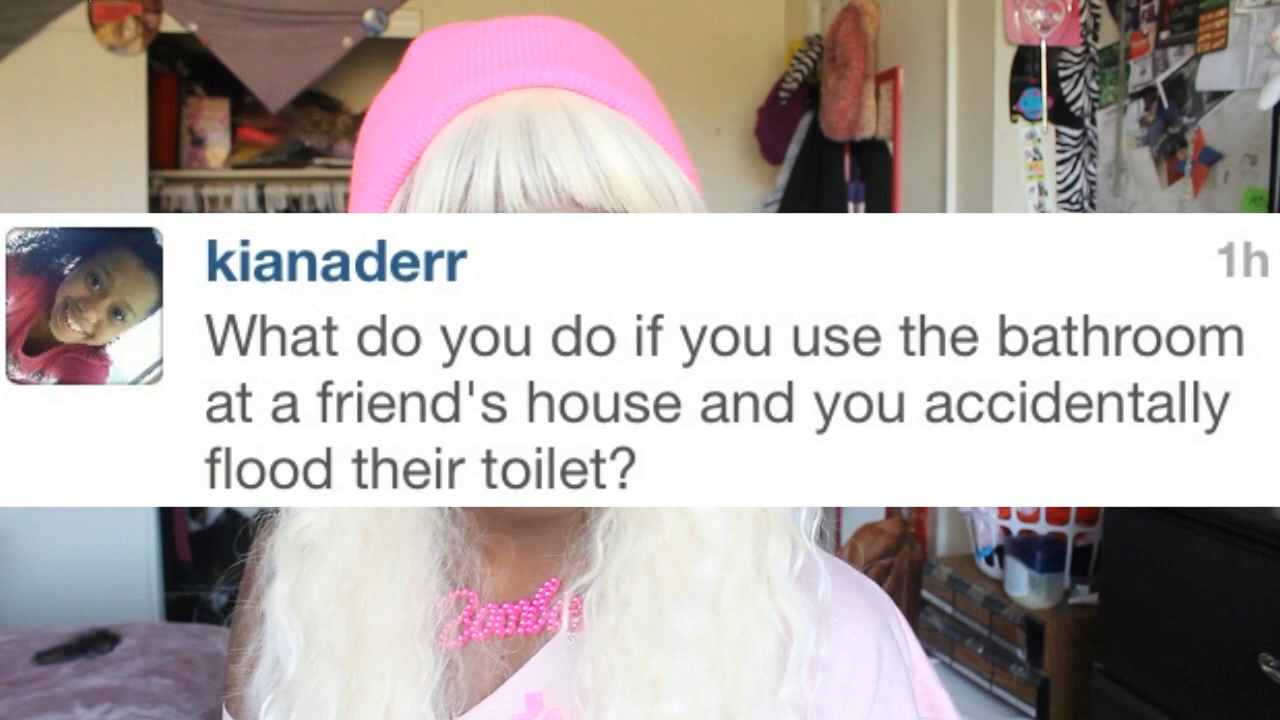 kianaderr
1h
What do you do if you use the bathroom
at a friend's house and you accidentally
flood their toilet?